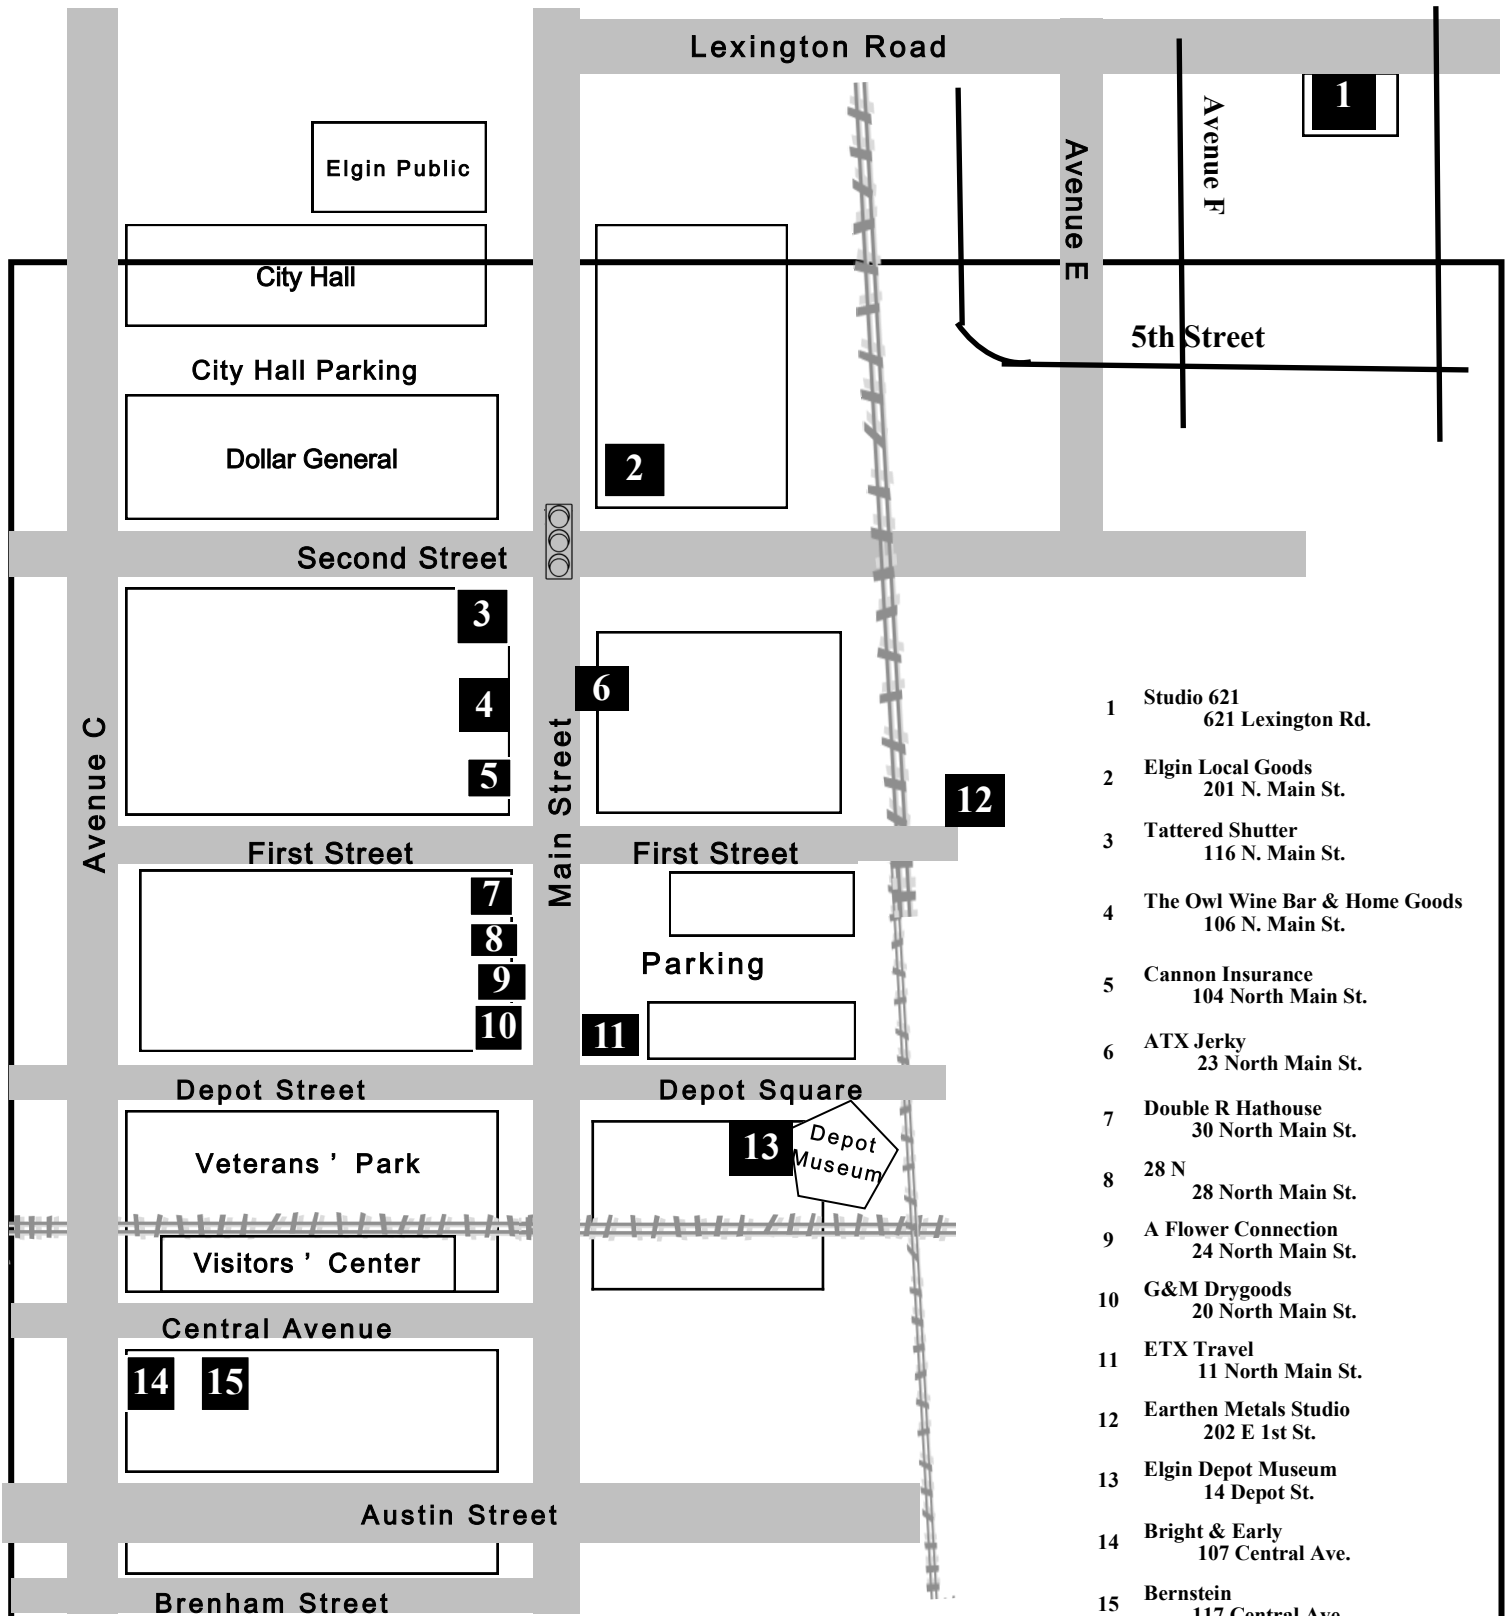 Lexington Road
1
Avenue F
Avenue E
Elgin Public
City Hall
5th Street
City Hall Parking
Dollar General
2
Second Street
3
4
6
5
12
Avenue C
Main Street
First Street
First Street
7
8
9
10
Parking
11
Depot Street
Depot Square
13
Depot
Museum
Veterans ’ Park
Visitors ’ Center
Central Avenue
14
15
Austin Street
Brenham Street
1 Studio 621
621 Lexington Rd.
2 Elgin Local Goods
201 N. Main St.
3 Tattered Shutter
116 N. Main St.
4 The Owl Wine Bar & Home Goods
106 N. Main St.
5 Cannon Insurance
104 North Main St.
6 ATX Jerky
23 North Main St.
7 Double R Hathouse
30 North Main St.
8 28 N
28 North Main St.
9 A Flower Connection
24 North Main St.
10 G&M Drygoods
20 North Main St.
11 ETX Travel
11 North Main St.
12 Earthen Metals Studio
202 E 1st St.
13 Elgin Depot Museum
14 Depot St.
14 Bright & Early
107 Central Ave.
15 Bernstein
117 Central Ave